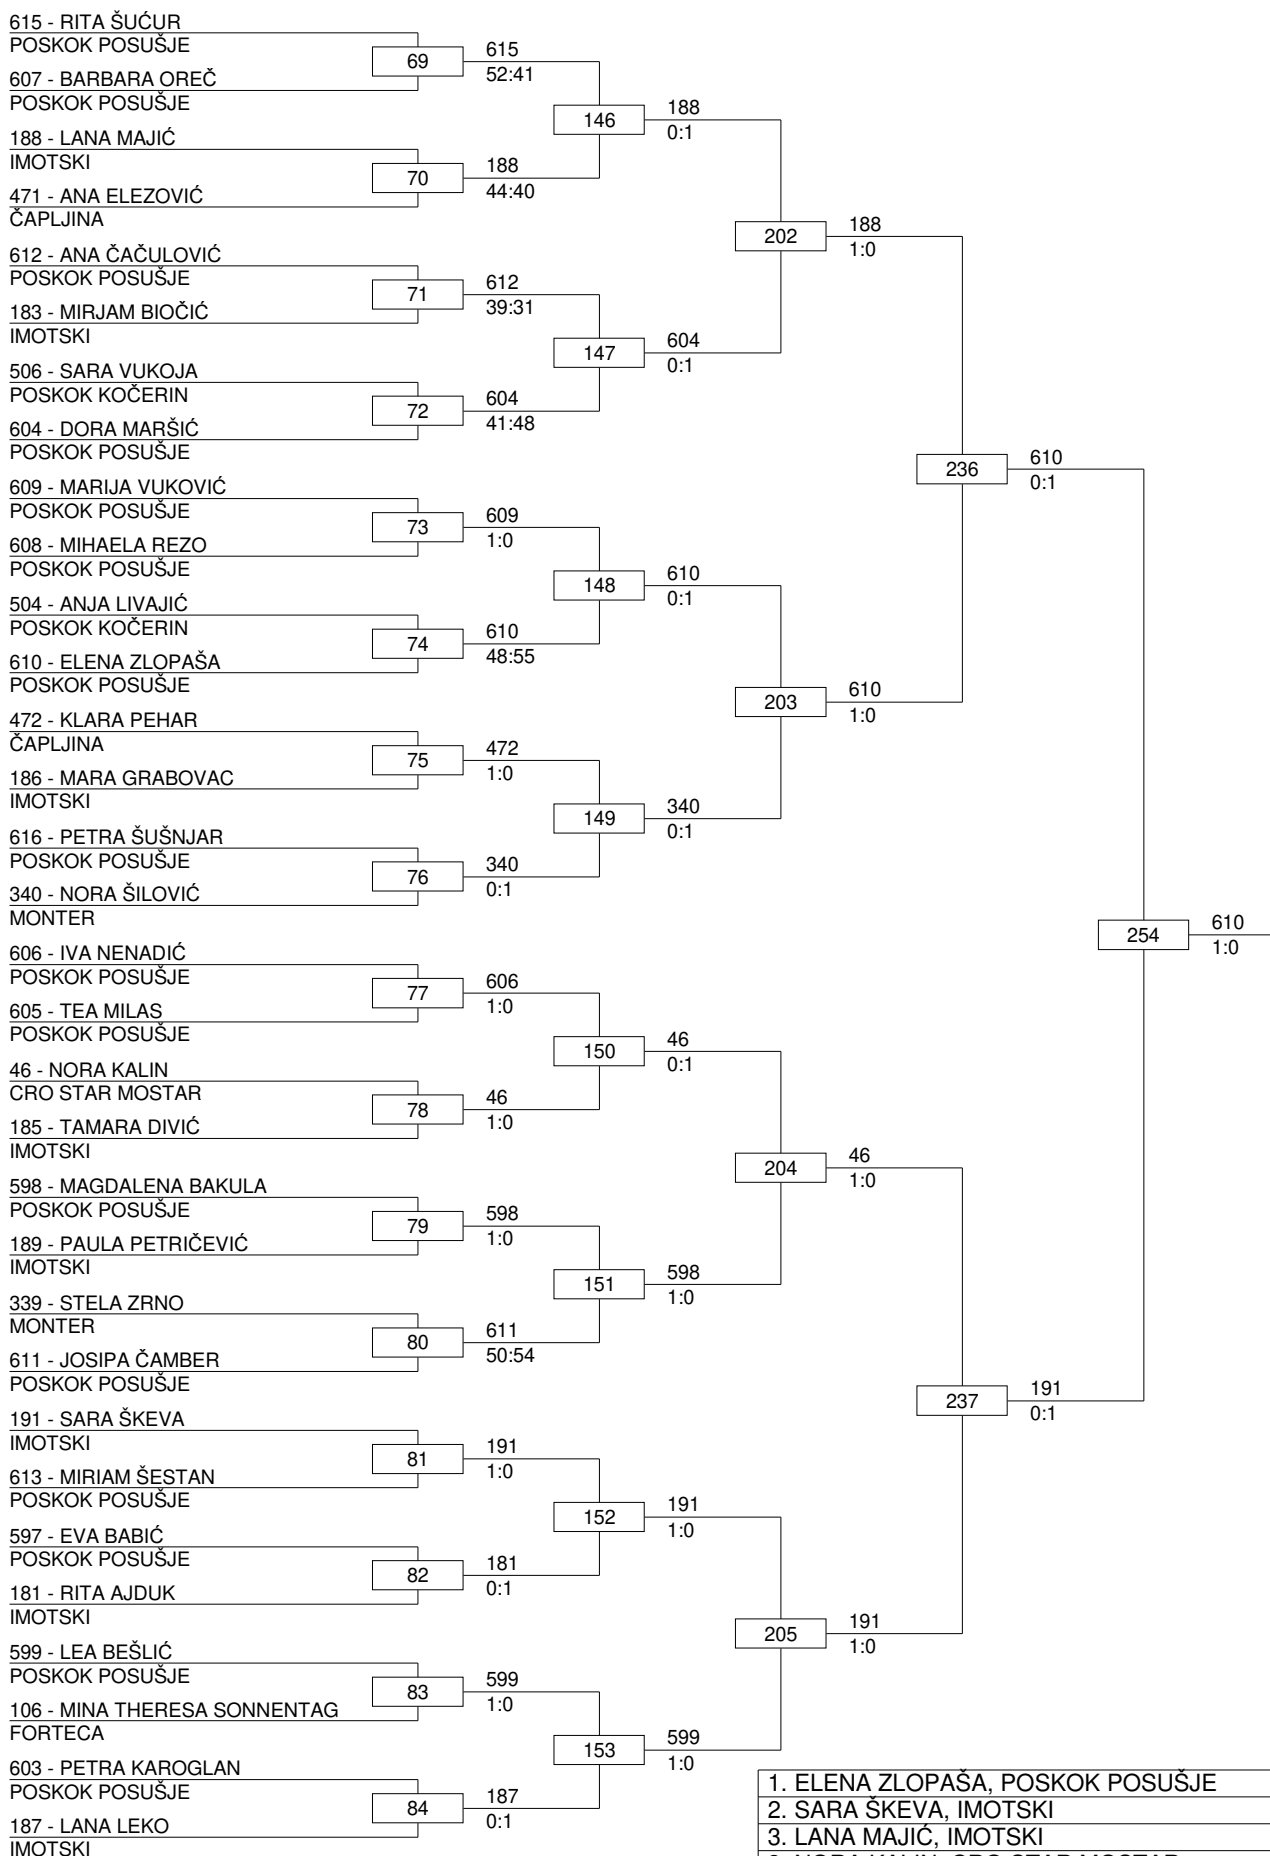 615 - RITA ŠUĆUR
POSKOK POSUŠJE
69
615
52:41
607 - BARBARA OREČ
POSKOK POSUŠJE
146
188
0:1
188 - LANA MAJIĆ
IMOTSKI
70
188
44:40
471 - ANA ELEZOVIĆ
ČAPLJINA
202
188
1:0
612 - ANA ČAČULOVIĆ
POSKOK POSUŠJE
71
612
39:31
183 - MIRJAM BIOČIĆ
IMOTSKI
147
604
0:1
506 - SARA VUKOJA
POSKOK KOČERIN
72
604
41:48
604 - DORA MARŠIĆ
POSKOK POSUŠJE
236
610
0:1
609 - MARIJA VUKOVIĆ
POSKOK POSUŠJE
73
609
1:0
608 - MIHAELA REZO
POSKOK POSUŠJE
148
610
0:1
504 - ANJA LIVAJIĆ
POSKOK KOČERIN
74
610
48:55
610 - ELENA ZLOPAŠA
POSKOK POSUŠJE
203
610
1:0
472 - KLARA PEHAR
ČAPLJINA
75
472
1:0
186 - MARA GRABOVAC
IMOTSKI
149
340
0:1
616 - PETRA ŠUŠNJAR
POSKOK POSUŠJE
76
340
0:1
340 - NORA ŠILOVIĆ
MONTER
254
610
1:0
606 - IVA NENADIĆ
POSKOK POSUŠJE
77
606
1:0
605 - TEA MILAS
POSKOK POSUŠJE
150
46
0:1
46 - NORA KALIN
CRO STAR MOSTAR
78
46
1:0
185 - TAMARA DIVIĆ
IMOTSKI
204
46
1:0
598 - MAGDALENA BAKULA
POSKOK POSUŠJE
79
598
1:0
189 - PAULA PETRIČEVIĆ
IMOTSKI
151
598
1:0
339 - STELA ZRNO
MONTER
80
611
50:54
611 - JOSIPA ČAMBER
POSKOK POSUŠJE
237
191
0:1
191 - SARA ŠKEVA
IMOTSKI
81
191
1:0
613 - MIRIAM ŠESTAN
POSKOK POSUŠJE
152
191
1:0
597 - EVA BABIĆ
POSKOK POSUŠJE
82
181
0:1
181 - RITA AJDUK
IMOTSKI
205
191
1:0
599 - LEA BEŠLIĆ
POSKOK POSUŠJE
83
599
1:0
106 - MINA THERESA SONNENTAG
FORTECA
153
599
1:0
603 - PETRA KAROGLAN
POSKOK POSUŠJE
84
187
0:1
187 - LANA LEKO
IMOTSKI
1. ELENA ZLOPAŠA, POSKOK POSUŠJE
2. SARA ŠKEVA, IMOTSKI
3. LANA MAJIĆ, IMOTSKI
3. NORA KALIN, CRO STAR MOSTAR